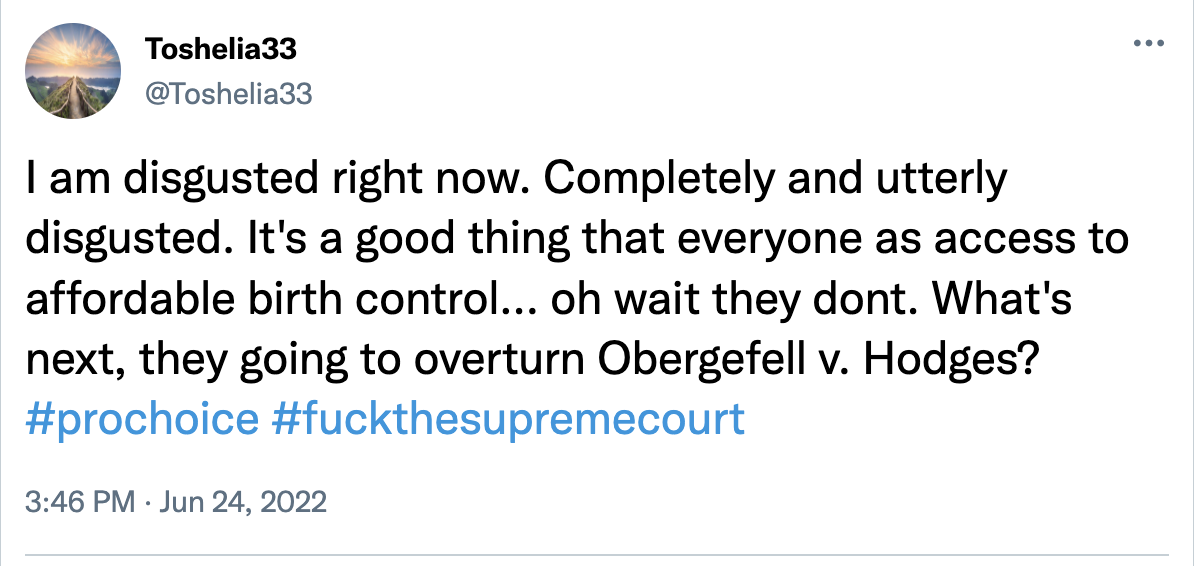 Toshelia33
@Toshelia33
I am disgusted right now. Completely and utterly
disgusted. It's a good thing that everyone as access to
affordable birth control... oh wait they dont. What's
next, they going to overturn Obergefell v. Hodges?
#prochoice #fuckthesupremecourt
3:46 PM · Jun 24, 2022